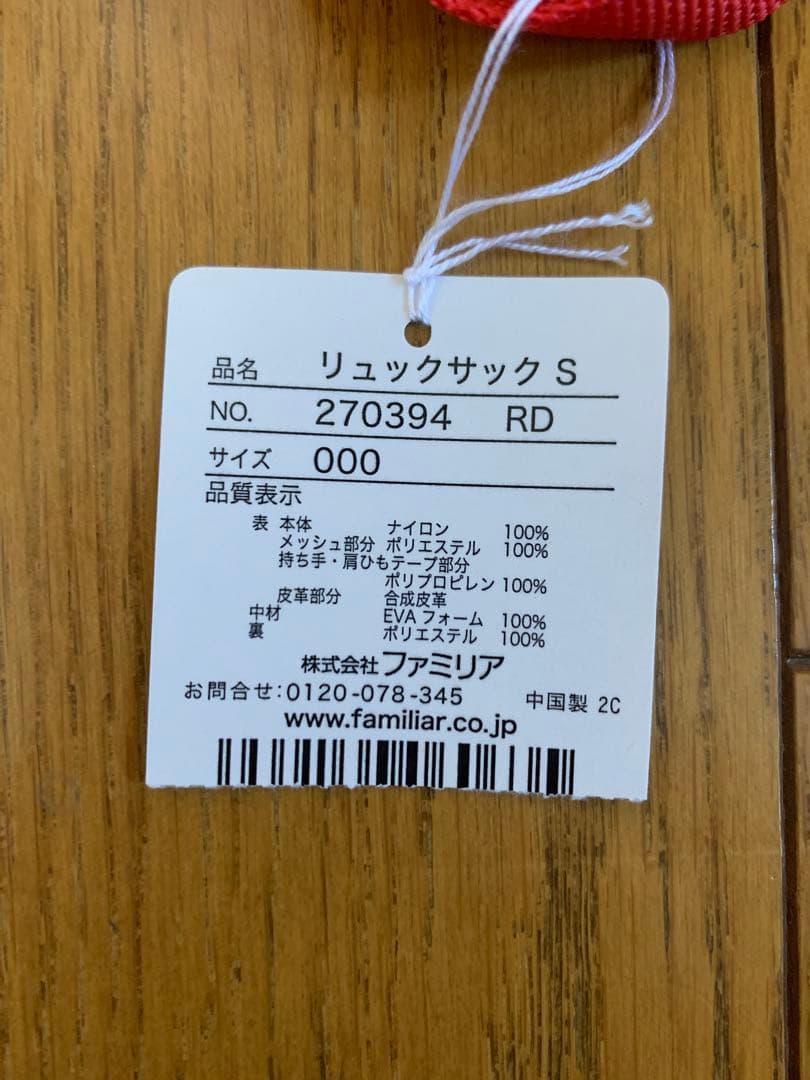 品名 リュックサック S
NO. 270394 RD
サイズ 000
品質表示
表 本体 ナイロン 100%
メッシュ部分 ポリエステル 100%
持ち手・肩ひもテープ部分
ポリプロピレン 100%
皮革部分 合成皮革
中材 EVAフォーム 100%
裏 ポリエステル 100%
株式会社ファミリア
お問合せ:0120-078-345 中国製 2C
www.familiar.co.jp